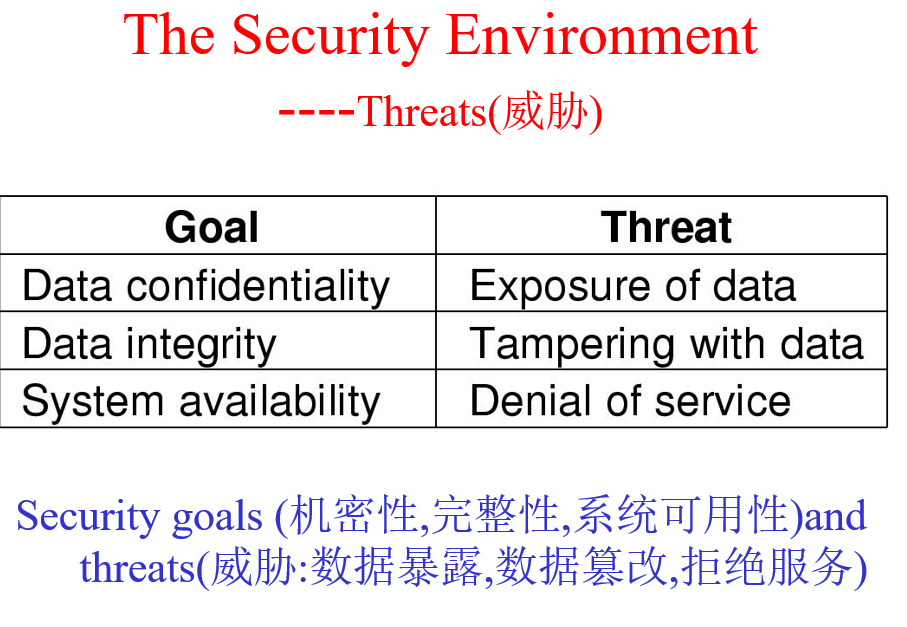 The Security Environment
----Threats(威胁)
Goal Threat
Data confidentiality Exposure of data
Data integrity Tampering with data
System availability Denial of service
Security goals (机密性,完整性,系统可用性)and
threats(威胁:数据暴露,数据篡改,拒绝服务)